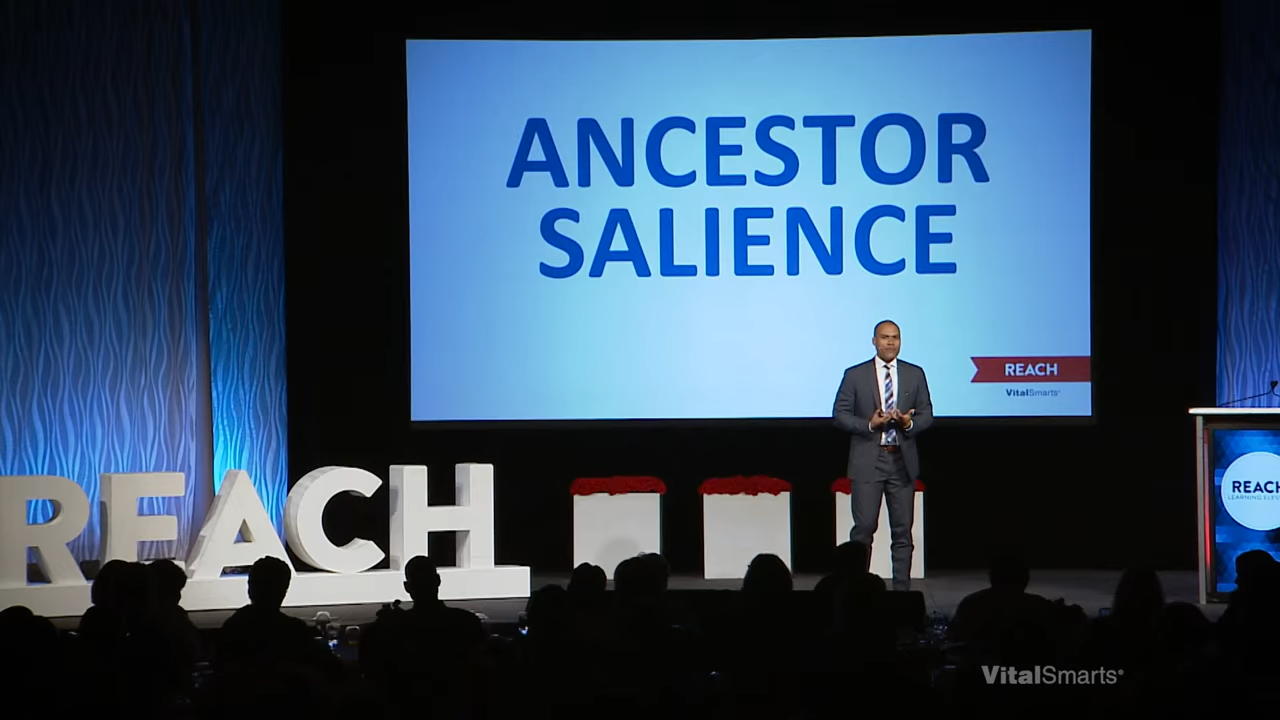 ANCESTOR
SALIENCE
REACH
VitalSmarts
REACH
REACH
VitalSmarts